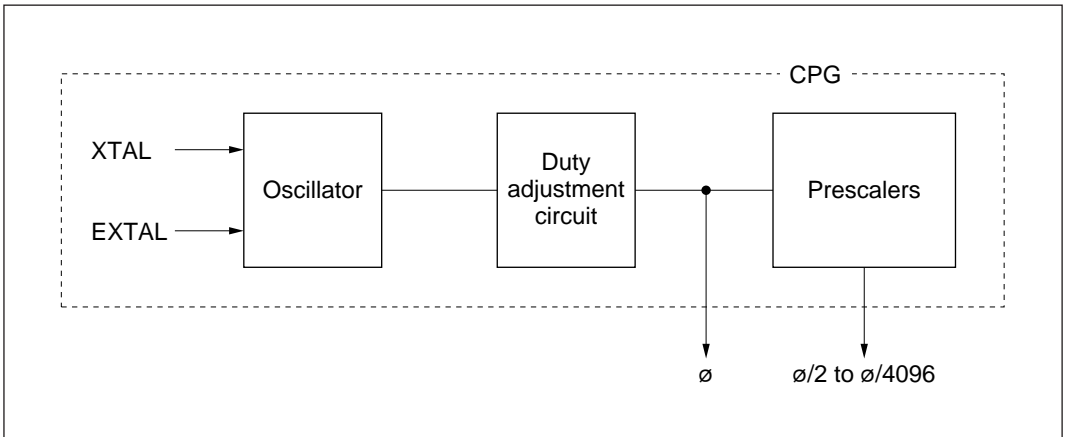 CPG
XTAL
EXTAL
Oscillator
Duty
adjustment
circuit
Prescalers
ø
ø/2 to ø/4096